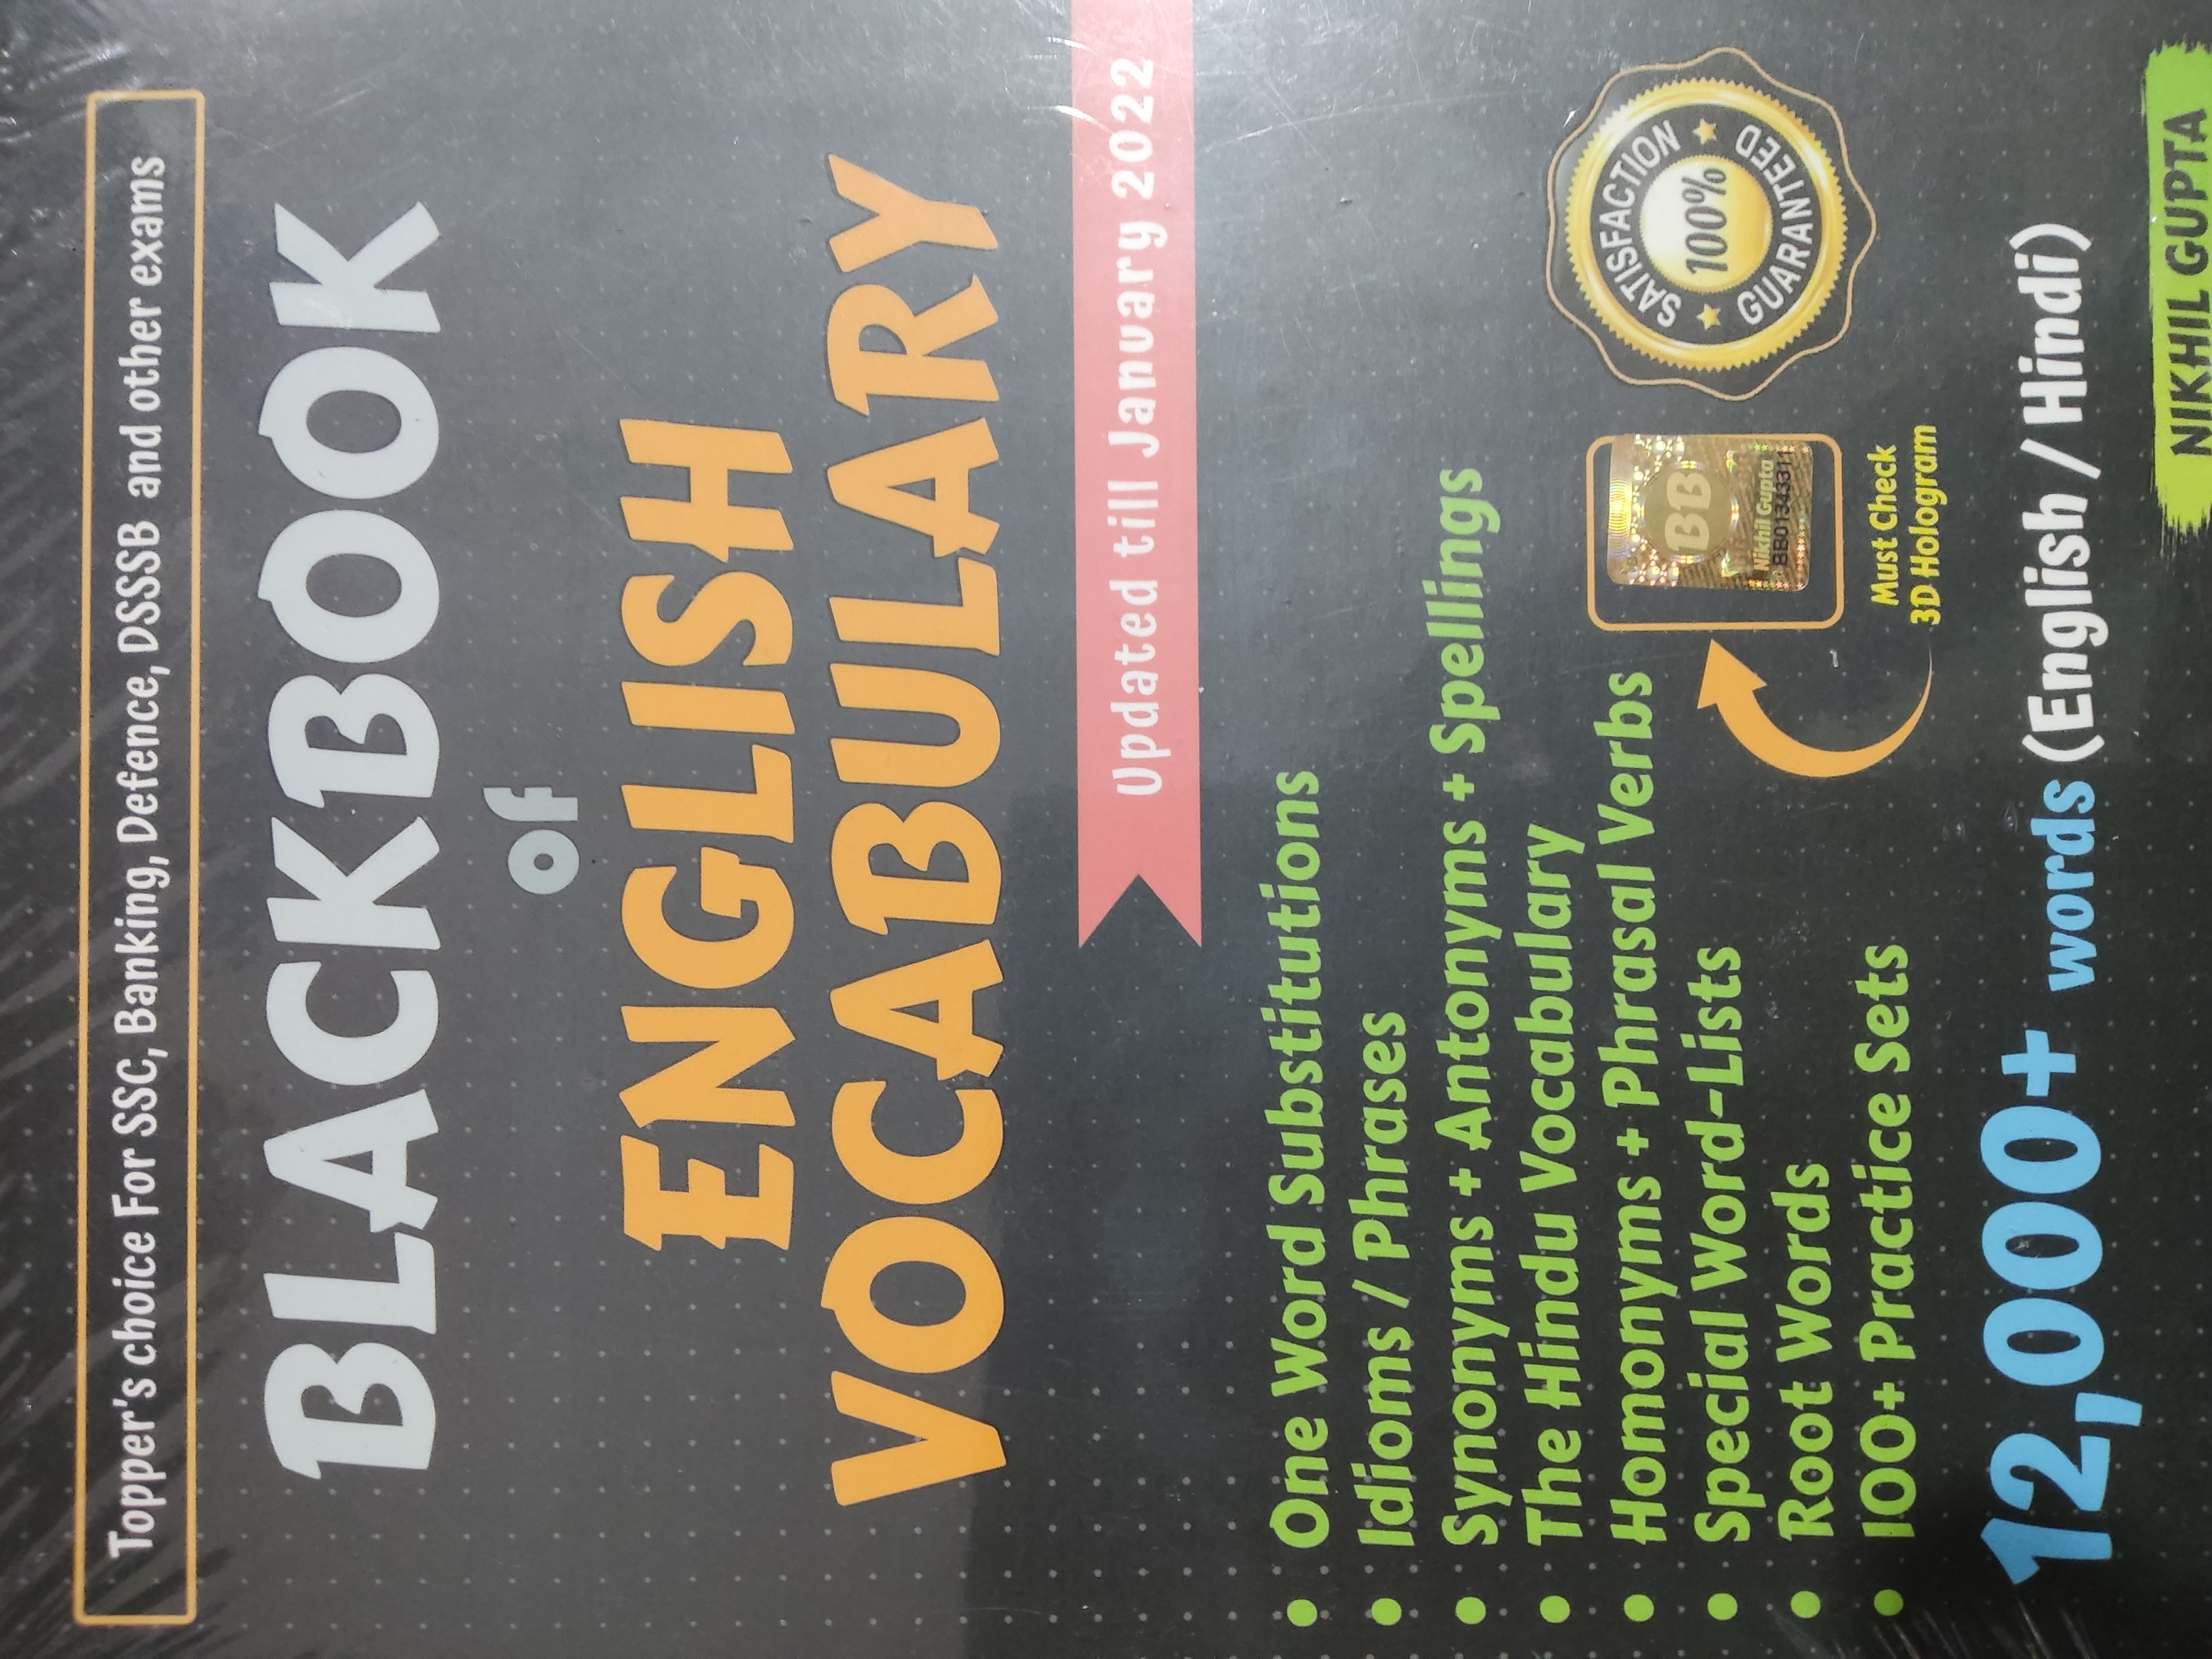 Topper's choice For SSC, Banking, Defence, DSSSB and other exams
BLACKBOOK
of
ENGLISH
VOCABULARY
Updated till January 2022
• One Word Substitutions
• Idioms / Phrases
• Synonyms + Antonyms + Spellings
• The Hindu Vocabulary
• Homonyms + Phrasal Verbs
• Special Word-Lists
• Root Words
• 100+ Practice Sets
BB
Nikhil Gupta
BB01343311
Must Check
3D Hologram
SATISFACTION
100%
GUARANTEED
12,000+ words (English / Hindi)
NIKHIL GUPTA